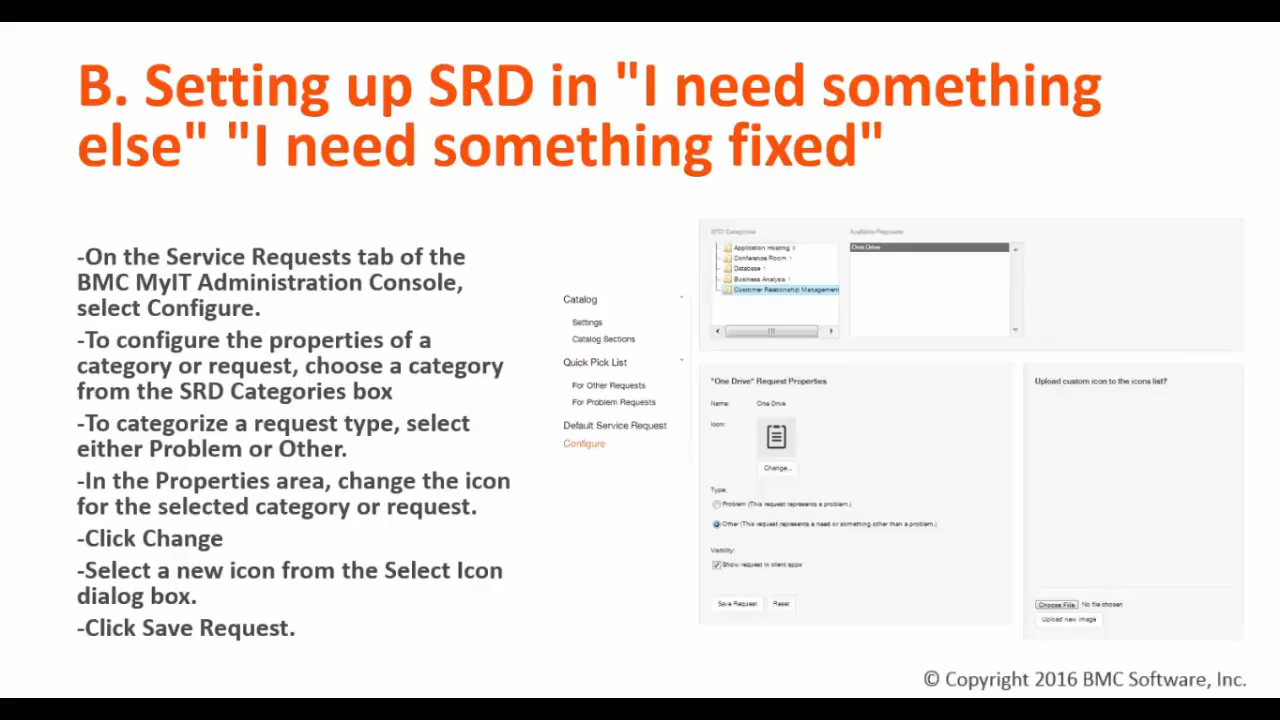 B. Setting up SRD in "I need something
else" "I need something fixed"
-On the Service Requests tab of the
BMC MyIT Administration Console,
select Configure.
-To configure the properties of a
category or request, choose a category
from the SRD Categories box
-To categorize a request type, select
either Problem or Other.
-In the Properties area, change the icon
for the selected category or request.
-Click Change
-Select a new icon from the Select Icon
dialog box.
-Click Save Request.
Catalog
Settings
Catalog Sections
Quick Pick List
For Other Requests
For Problem Requests
Default Service Request
Configure
SRD Categories
Application Hosting
Conference Room 1
Database 1
Business Analysis 1
Customer Relationship Management
Available Requests
One Drive
"One Drive" Request Properties
Name: One Drive
Icon:
Change...
Type:
Problem (This request represents a problem.)
Other (This request represents a need or something other than a problem.)
Visibility:
Show request in client apps
Save Request Reset
Upload custom icon to the icons list?
Choose File No file chosen
Upload new image
© Copyright 2016 BMC Software, Inc.